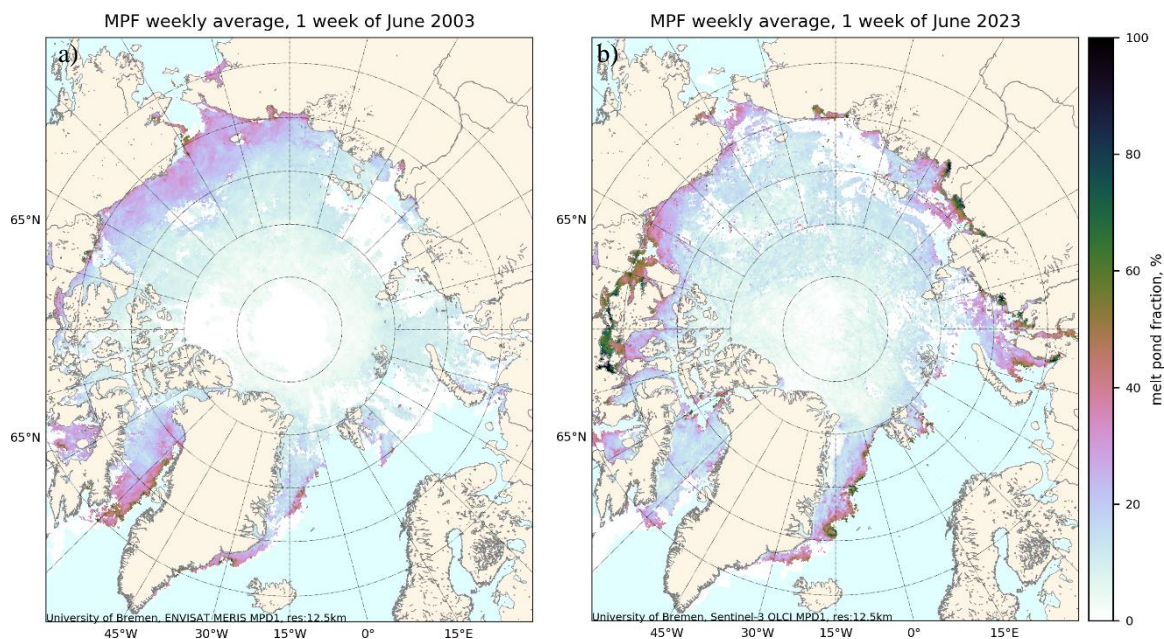 MPF weekly average, 1 week of June 2003
a)
65°N
65°N
University of Bremen, ENVISAT MERIS MPD1, res:12.5km
45°W 30°W 15°W 0° 15°E
MPF weekly average, 1 week of June 2023
b)
65°N
65°N
University of Bremen, Sentinel-3 OLCI MPD1, res:12.5km
45°W 30°W 15°W 0° 15°E
100
80
60
40
20
0
melt pond fraction, %